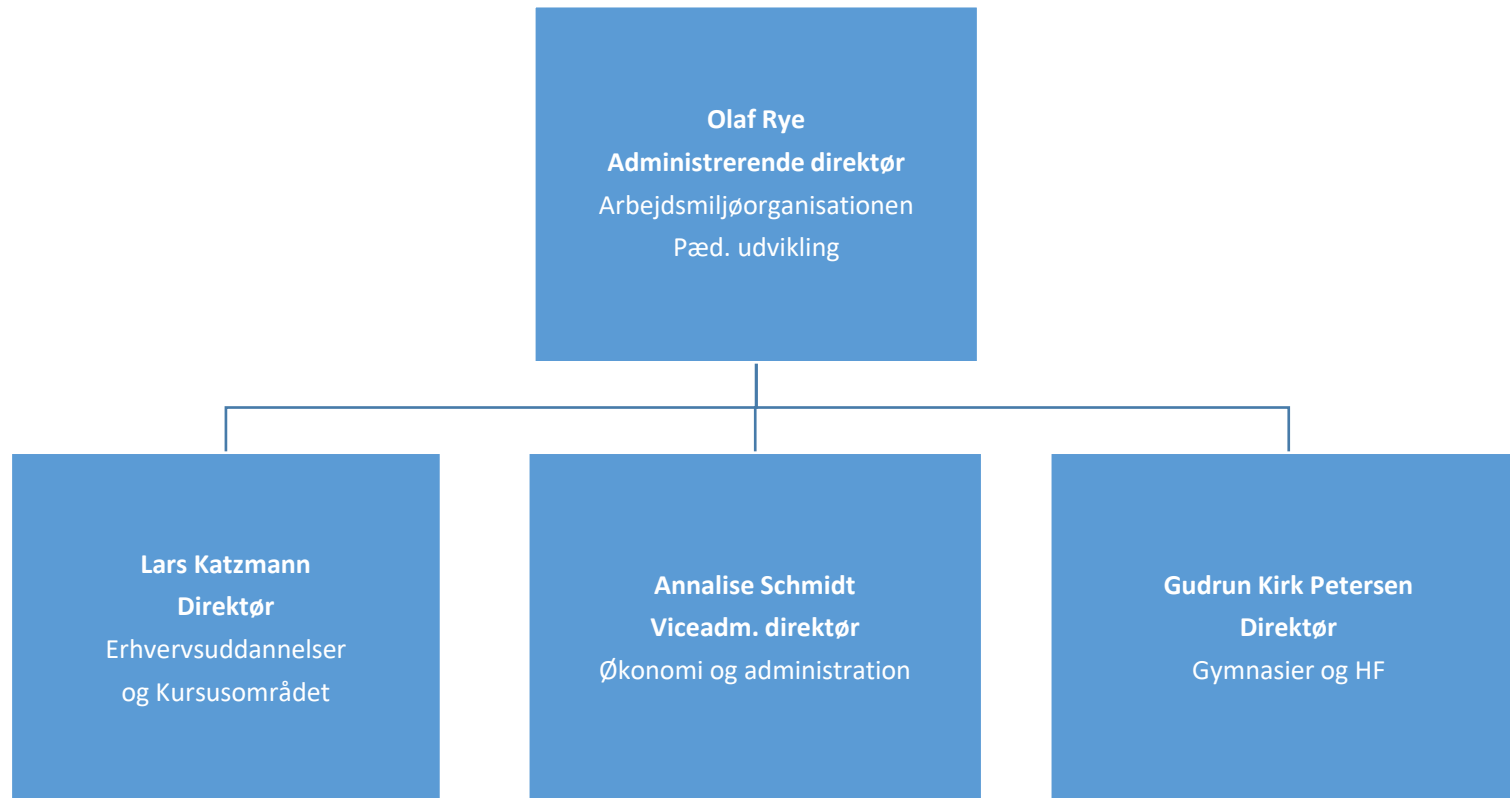 Olaf Rye
Administrerende direktør
Arbejdsmiljøorganisationen
Pæd. udvikling
Lars Katzmann
Direktør
Erhvervsuddannelser
og Kursusområdet
Annalise Schmidt
Viceadm. direktør
Økonomi og administration
Gudrun Kirk Petersen
Direktør
Gymnasier og HF